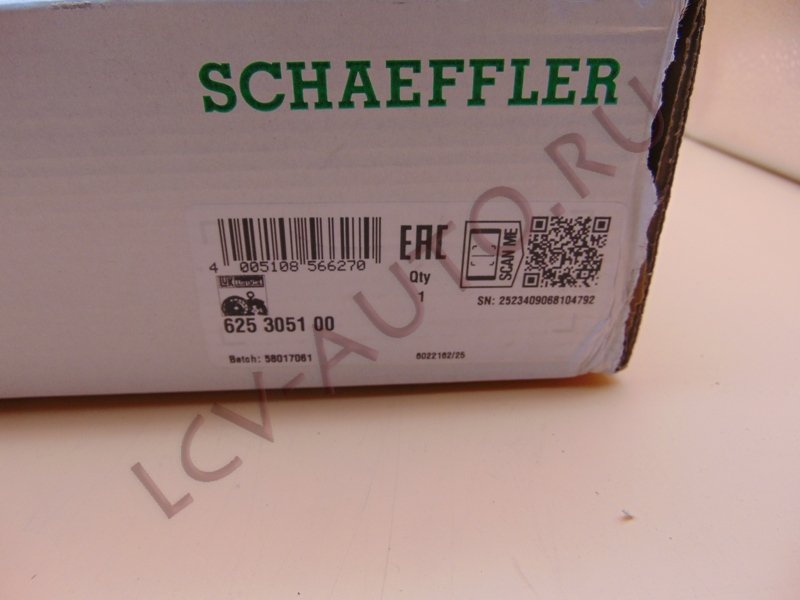 SCHAEFFLER
4 005108 566270
EAC
Qty
1
SCAN ME
SN: 2523409068104792
625 3051 00
Batch: 58017061
6022162/25
LCV-AUTO.RU